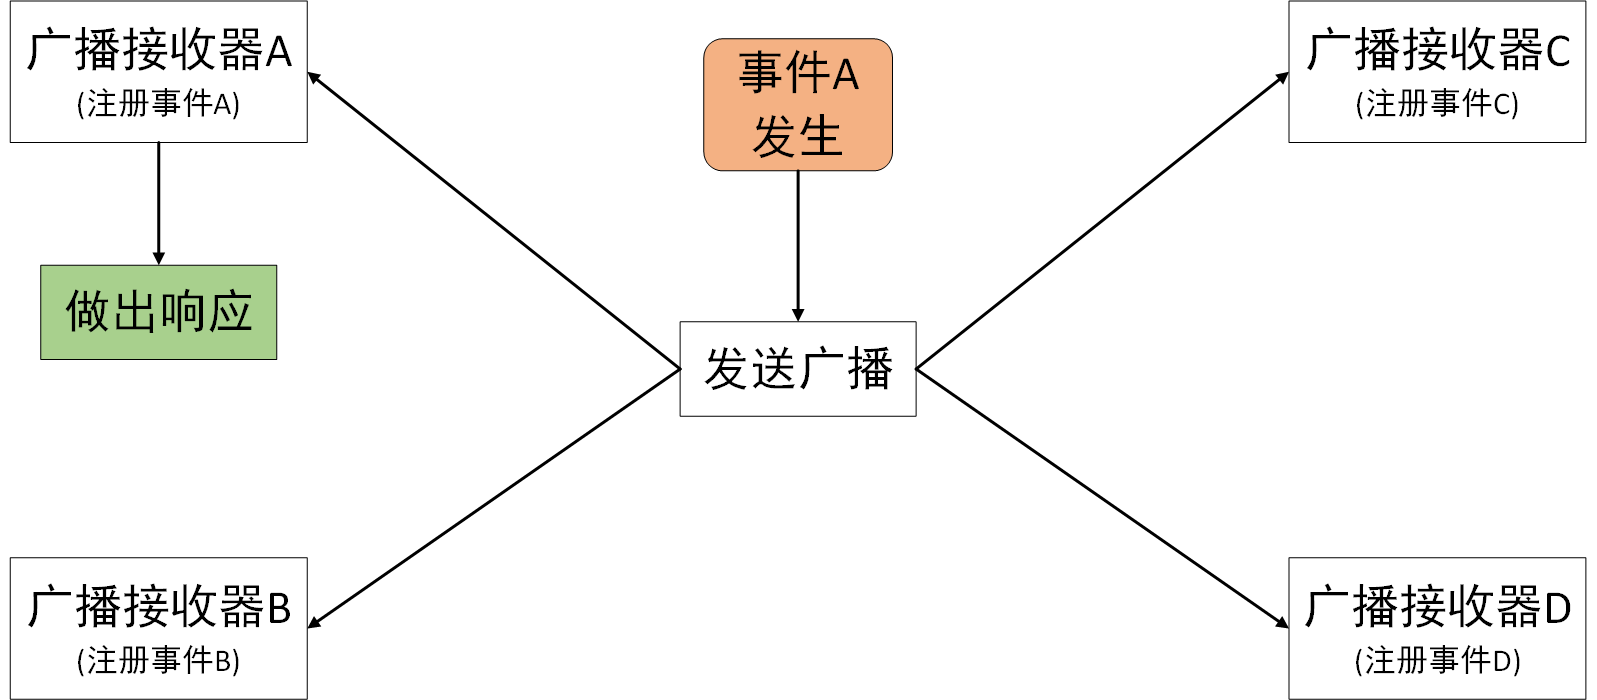 广播接收器A
(注册事件A)
事件A
发生
广播接收器C
(注册事件C)
做出响应
发送广播
广播接收器B
(注册事件B)
广播接收器D
(注册事件D)